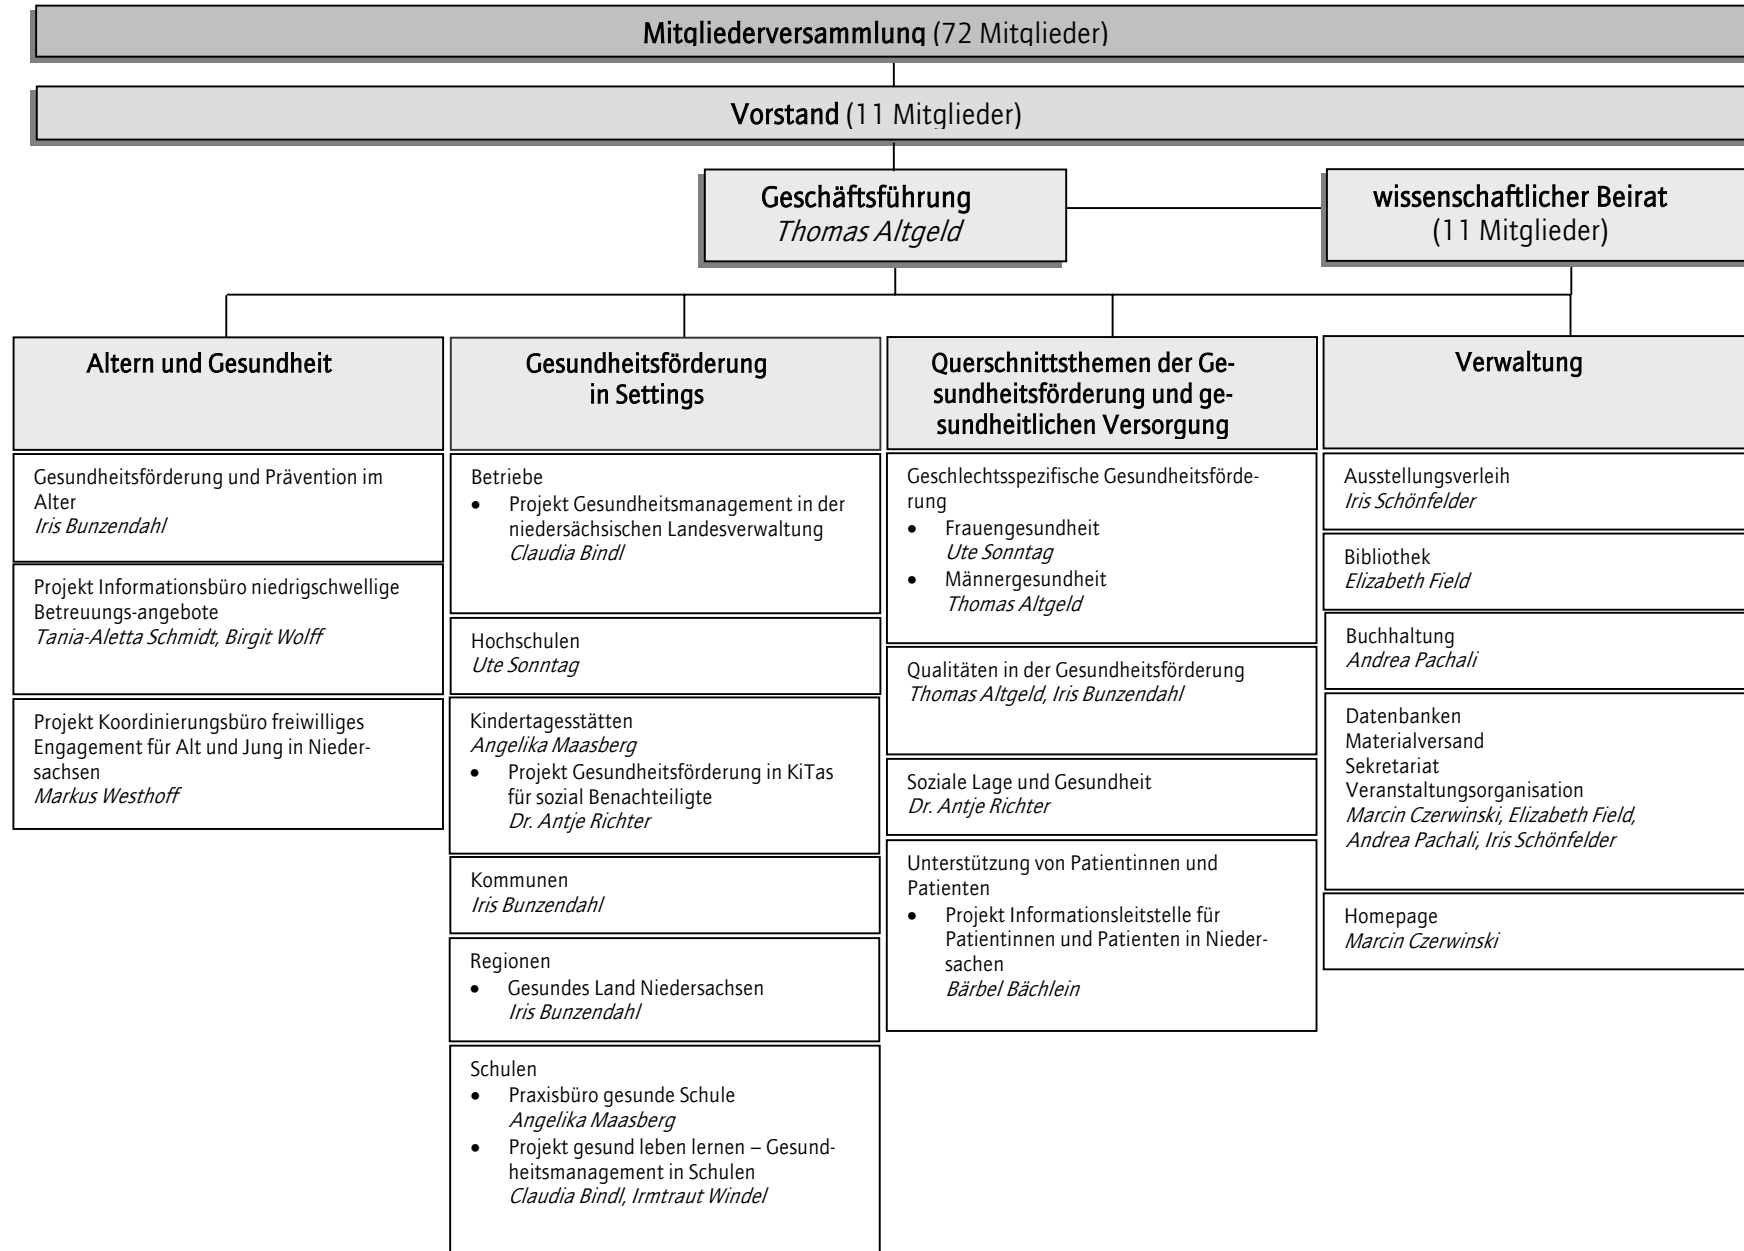 Mitgliederversammlung (72 Mitglieder)
Vorstand (11 Mitglieder)
Geschäftsführung
Thomas Altgeld
wissenschaftlicher Beirat
(11 Mitglieder)
Altern und Gesundheit
Gesundheitsförderung und Prävention im
Alter
Iris Bunzendahl
Projekt Informationsbüro niedrigschwellige
Betreuungs-angebote
Tania-Aletta Schmidt, Birgit Wolff
Projekt Koordinierungsbüro freiwilliges
Engagement für Alt und Jung in Nieder-
sachsen
Markus Westhoff
Gesundheitsförderung
in Settings
Betriebe
• Projekt Gesundheitsmanagement in der
niedersächsischen Landesverwaltung
Claudia Bindl
Hochschulen
Ute Sonntag
Kindertagesstätten
Angelika Maasberg
• Projekt Gesundheitsförderung in KiTas
für sozial Benachteiligte
Dr. Antje Richter
Kommunen
Iris Bunzendahl
Regionen
• Gesundes Land Niedersachsen
Iris Bunzendahl
Schulen
• Praxisbüro gesunde Schule
Angelika Maasberg
• Projekt gesund leben lernen – Gesund-
heitsmanagement in Schulen
Claudia Bindl, Irmtraut Windel
Querschnittsthemen der Ge-
sundheitsförderung und ge-
sundheitlichen Versorgung
Geschlechtsspezifische Gesundheitsförde-
rung
• Frauengesundheit
Ute Sonntag
• Männergesundheit
Thomas Altgeld
Qualitäten in der Gesundheitsförderung
Thomas Altgeld, Iris Bunzendahl
Soziale Lage und Gesundheit
Dr. Antje Richter
Unterstützung von Patientinnen und
Patienten
• Projekt Informationsleitstelle für
Patientinnen und Patienten in Nieder-
sachen
Bärbel Bächlein
Verwaltung
Ausstellungsverleih
Iris Schönfelder
Bibliothek
Elizabeth Field
Buchhaltung
Andrea Pachali
Datenbanken
Materialversand
Sekretariat
Veranstaltungsorganisation
Marcin Czerwinski, Elizabeth Field,
Andrea Pachali, Iris Schönfelder
Homepage
Marcin Czerwinski